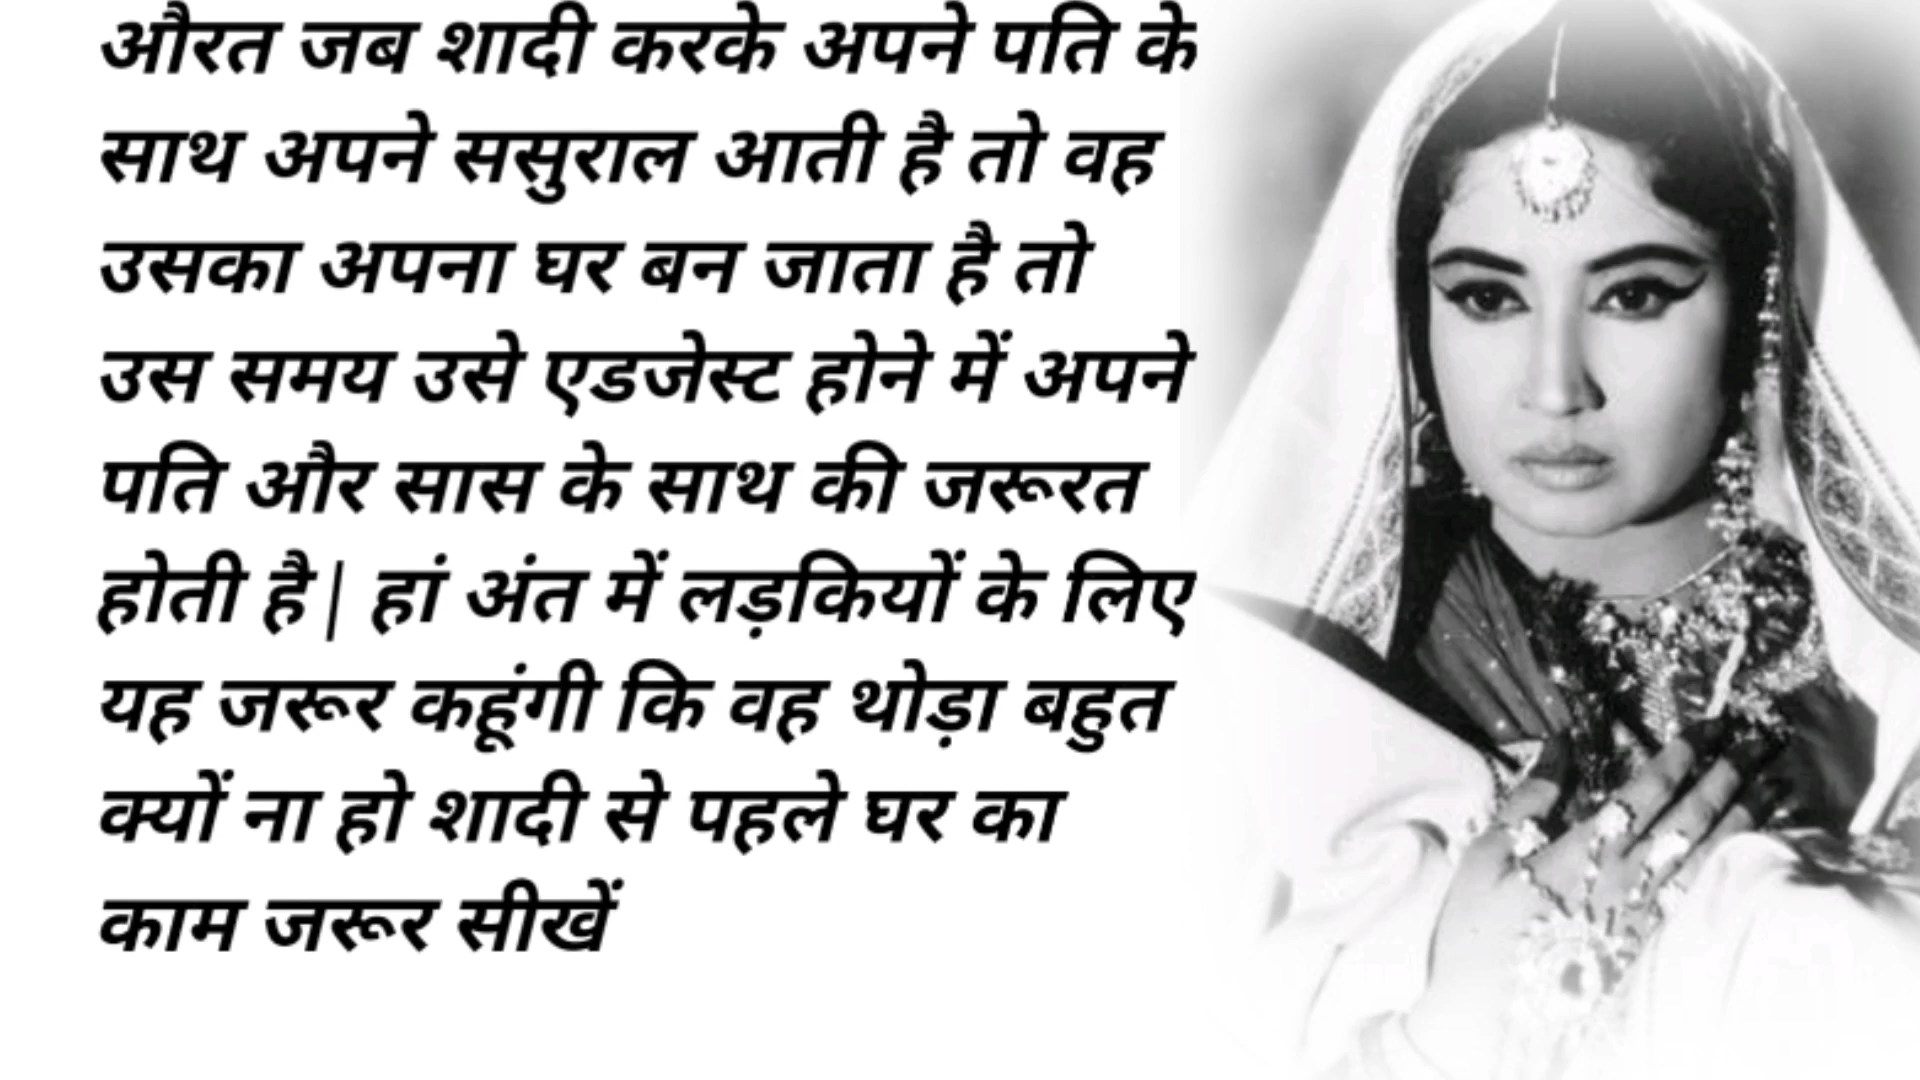 औरत जब शादी करके अपने पति के
साथ अपने ससुराल आती है तो वह
उसका अपना घर बन जाता है तो
उस समय उसे एडजेस्ट होने में अपने
पति और सास के साथ की जरूरत
होती है| हां अंत में लड़कियों के लिए
यह जरूर कहूंगी कि वह थोड़ा बहुत
क्यों ना हो शादी से पहले घर का
काम जरूर सीखें